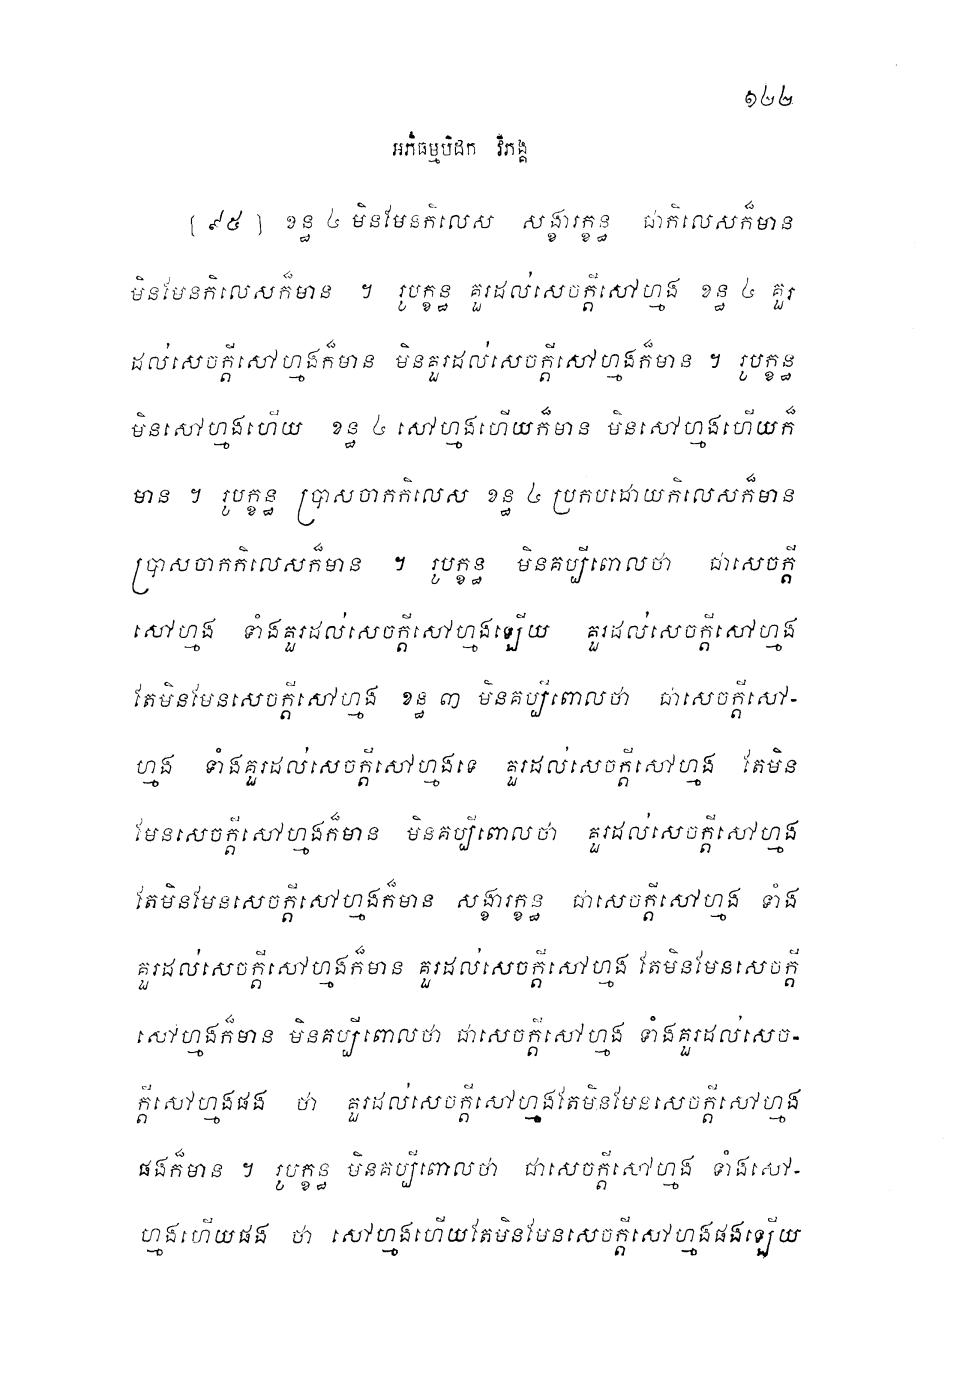 ១៤២
អភិធម្មបិដក វិភង្គ
[ ៩៥ ] ខន្ធ ៤ មិនមែនកិលេស សង្ខារក្ខន្ធ ជាកិលេសក៏មាន
មិនមែនកិលេសក៏មាន ។ រូបក្ខន្ធ គួរដល់សេចក្តីសៅហ្មង ខន្ធ ៤ គួរ
ដល់សេចក្តីសៅហ្មងក៏មាន មិនគួរដល់សេចក្តីសៅហ្មងក៏មាន ។ រូបក្ខន្ធ
មិនសៅហ្មងហើយ ខន្ធ ៤ សៅហ្មងហើយក៏មាន មិនសៅហ្មងហើយក៏
មាន ។ រូបក្ខន្ធ ប្រាសចាកកិលេស ខន្ធ ៤ ប្រកបដោយកិលេសក៏មាន
ប្រាសចាកកិលេសក៏មាន ។ រូបក្ខន្ធ មិនគប្បីពោលថា ជាសេចក្តី
សៅហ្មង ទាំងគួរដល់សេចក្តីសៅហ្មងឡើយ គួរដល់សេចក្តីសៅហ្មង
តែមិនមែនសេចក្តីសៅហ្មង ខន្ធ ៣ មិនគប្បីពោលថា ជាសេចក្តីសៅ-
ហ្មង ទាំងគួរដល់សេចក្តីសៅហ្មងទេ គួរដល់សេចក្តីសៅហ្មង តែមិន
មែនសេចក្តីសៅហ្មងក៏មាន មិនគប្បីពោលថា គួរដល់សេចក្តីសៅហ្មង
តែមិនមែនសេចក្តីសៅហ្មងក៏មាន សង្ខារក្ខន្ធ ជាសេចក្តីសៅហ្មង ទាំង
គួរដល់សេចក្តីសៅហ្មងក៏មាន គួរដល់សេចក្តីសៅហ្មង តែមិនមែនសេចក្តី
សៅហ្មងក៏មាន មិនគប្បីពោលថា ជាសេចក្តីសៅហ្មង ទាំងគួរដល់សេច-
ក្តីសៅហ្មងផង ថា គួរដល់សេចក្តីសៅហ្មងតែមិនមែនសេចក្តីសៅហ្មង
ផងក៏មាន ។ រូបក្ខន្ធ មិនគប្បីពោលថា ជាសេចក្តីសៅហ្មង ទាំងសៅ-
ហ្មងហើយផង ថា សៅហ្មងហើយតែមិនមែនសេចក្តីសៅហ្មងផងឡើយ